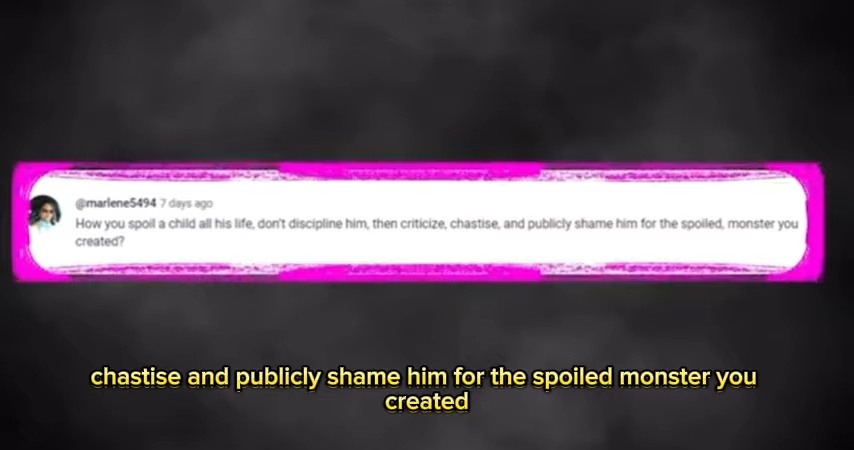 @marlene5494 7 days ago
How you spoil a child all his life, don't discipline him, then criticize, chastise, and publicly shame him for the spoiled, monster you
created?
chastise and publicly shame him for the spoiled monster you
created